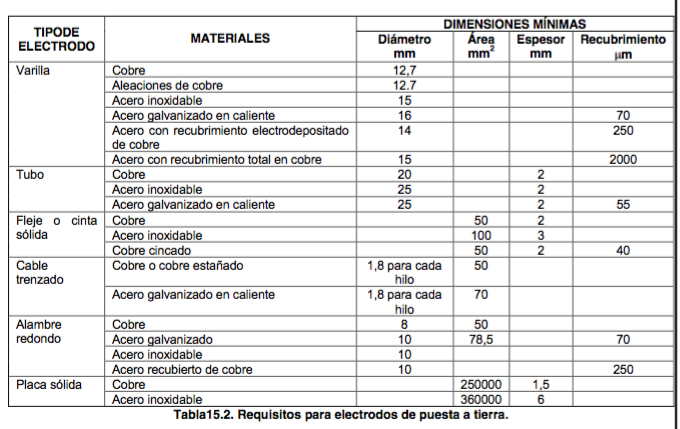 TIPODE ELECTRODO MATERIALES DIMENSIONES MÍNIMAS
Diámetro mm Área mm² Espesor mm Recubrimiento µm
Varilla Cobre 12,7
Aleaciones de cobre 12.7
Acero inoxidable 15
Acero galvanizado en caliente 16 70
Acero con recubrimiento electrodepositado de cobre 14 250
Acero con recubrimiento total en cobre 15 2000
Tubo Cobre 20 2
Acero inoxidable 25 2
Acero galvanizado en caliente 25 2 55
Fleje o cinta sólida Cobre 50 2
Acero inoxidable 100 3
Cobre cincado 50 2 40
Cable trenzado Cobre o cobre estañado 1,8 para cada hilo 50
Acero galvanizado en caliente 1,8 para cada hilo 70
Alambre redondo Cobre 8 50
Acero galvanizado 10 78,5 70
Acero inoxidable 10
Acero recubierto de cobre 10 250
Placa sólida Cobre 250000 1,5
Acero inoxidable 360000 6
Tabla15.2. Requisitos para electrodos de puesta a tierra.